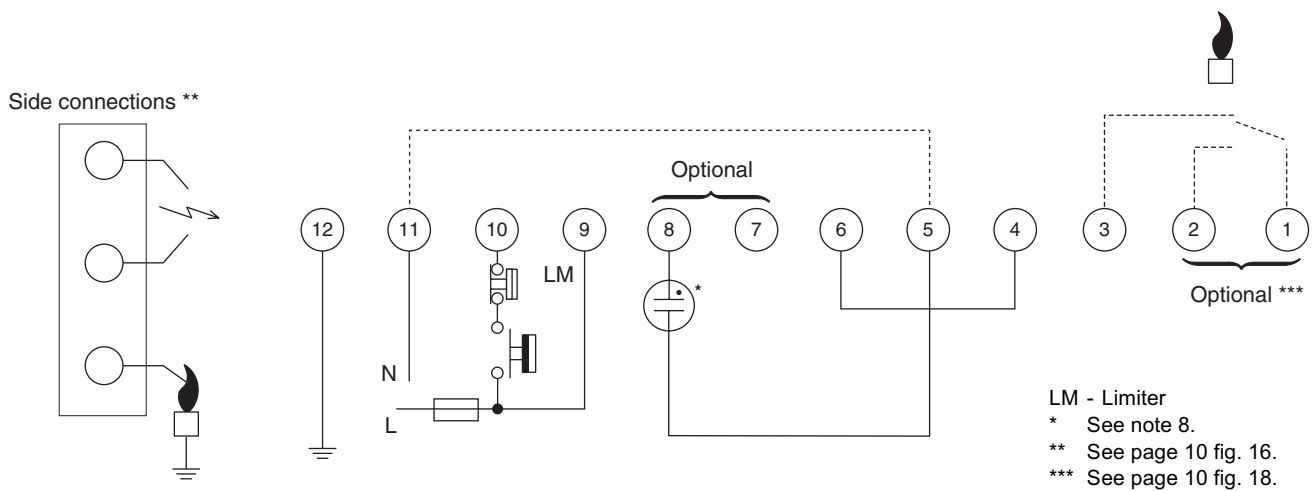 Side connections **
Optional
12
11
10
9
8
7
6
5
4
3
2
1
LM
*
Optional ***
N
L
LM - Limiter
* See note 8.
** See page 10 fig. 16.
*** See page 10 fig. 18.